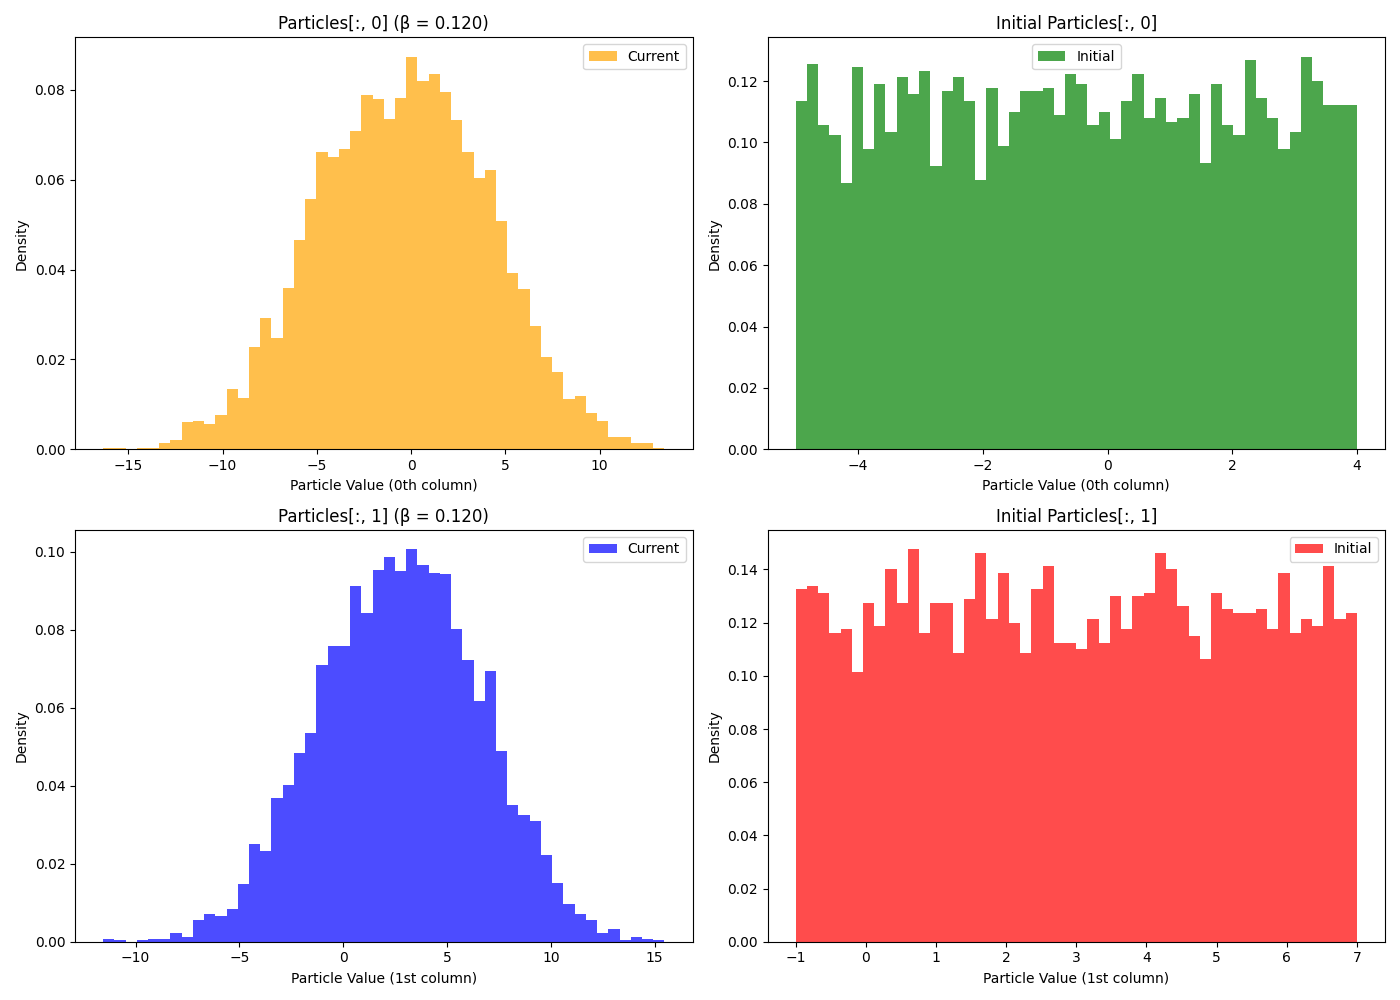 Particles[:, 0] (β = 0.120)
Current
Density
0.08
0.06
0.04
0.02
0.00
−15 −10 −5 0 5 10
Particle Value (0th column)
Initial Particles[:, 0]
Initial
Density
0.12
0.10
0.08
0.06
0.04
0.02
0.00
−4 −2 0 2 4
Particle Value (0th column)
Particles[:, 1] (β = 0.120)
Current
Density
0.10
0.08
0.06
0.04
0.02
0.00
−10 −5 0 5 10 15
Particle Value (1st column)
Initial Particles[:, 1]
Initial
Density
0.14
0.12
0.10
0.08
0.06
0.04
0.02
0.00
−1 0 1 2 3 4 5 6 7
Particle Value (1st column)